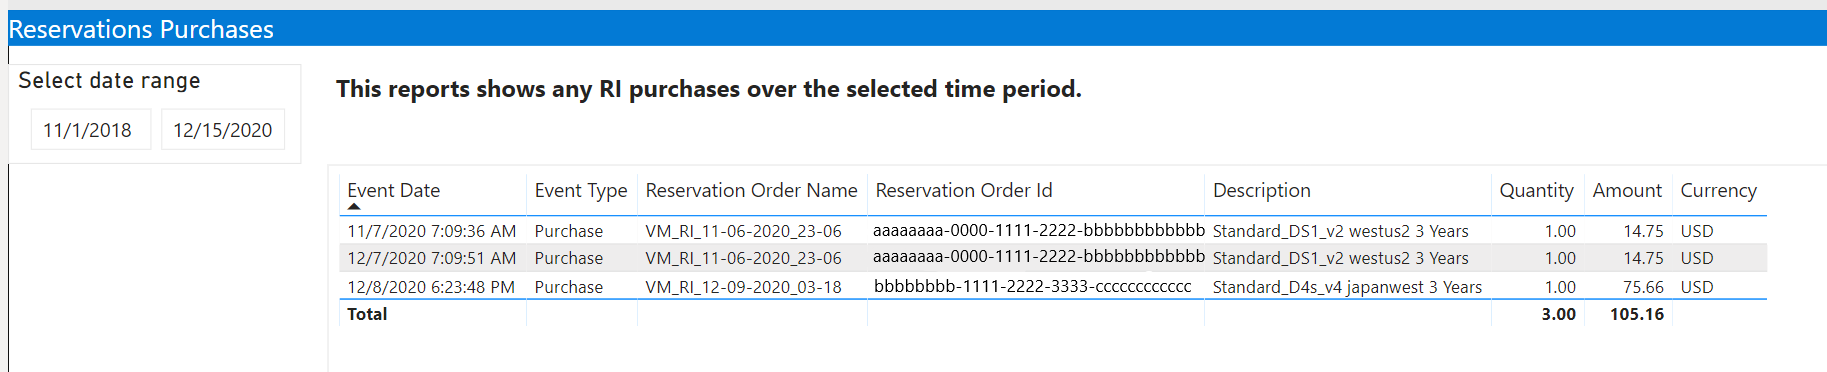 Reservations Purchases
Select date range
11/1/2018 12/15/2020
This reports shows any RI purchases over the selected time period.
Event Date Event Type Reservation Order Name Reservation Order Id Description Quantity Amount Currency
11/7/2020 7:09:36 AM Purchase VM_RI_11-06-2020_23-06 aaaaaaaa-0000-1111-2222-bbbbbbbbbbbb Standard_DS1_v2 westus2 3 Years 1.00 14.75 USD
12/7/2020 7:09:51 AM Purchase VM_RI_11-06-2020_23-06 aaaaaaaa-0000-1111-2222-bbbbbbbbbbbb Standard_DS1_v2 westus2 3 Years 1.00 14.75 USD
12/8/2020 6:23:48 PM Purchase VM_RI_12-09-2020_03-18 bbbbbbbb-1111-2222-3333-cccccccccccc Standard_D4s_v4 japanwest 3 Years 1.00 75.66 USD
Total 3.00 105.16